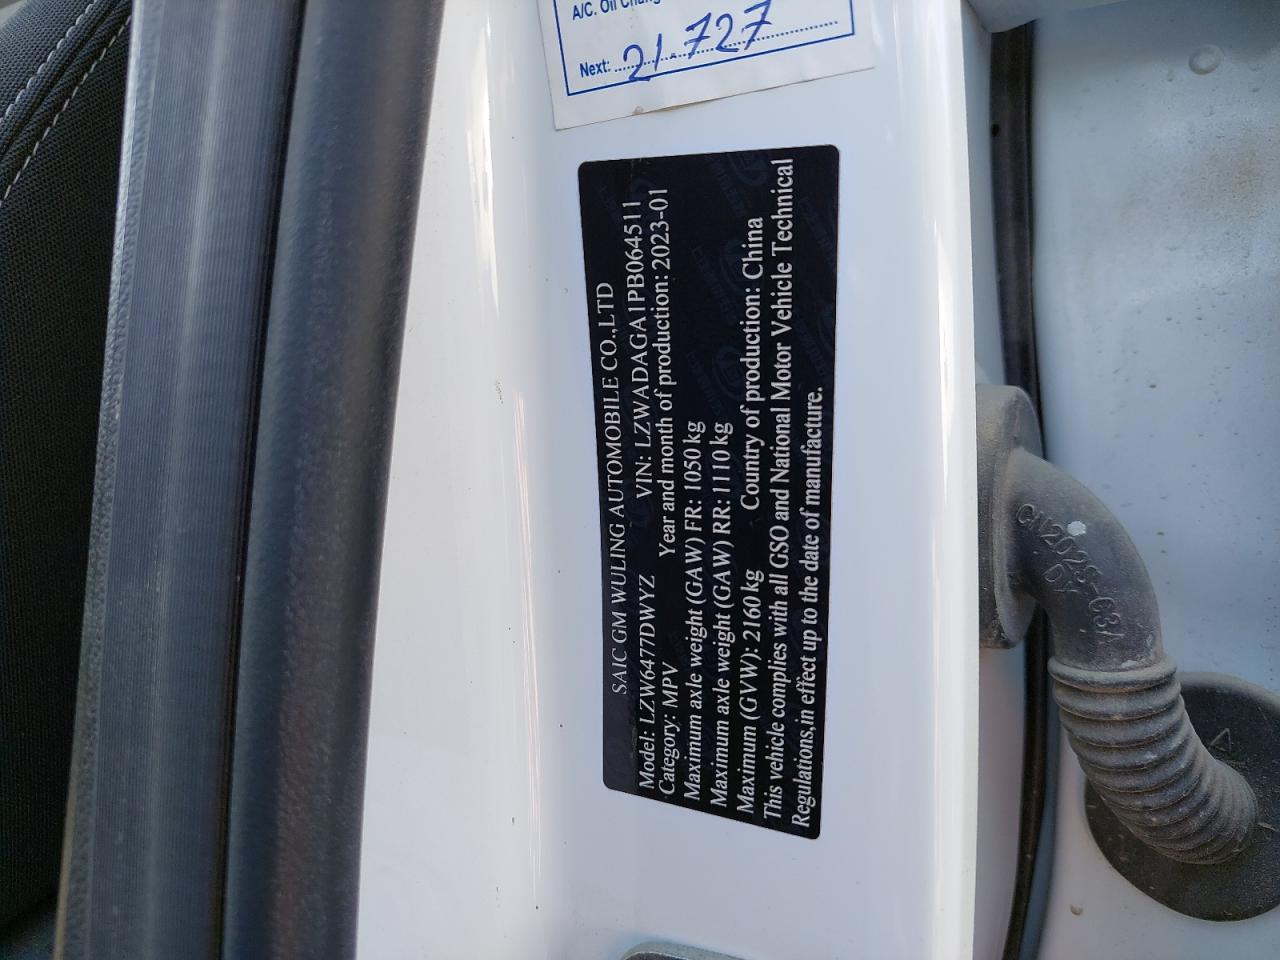 A/C. Oil Chang
Next: 21.727
SAIC GM WULING AUTOMOBILE CO.,LTD
Model: LZW6477DWYZ VIN: LZWADAGA1PB064511
Category: MPV Year and month of production: 2023-01
Maximum axle weight (GAW) FR: 1050 kg
Maximum axle weight (GAW) RR: 1110 kg
Maximum (GVW): 2160 kg Country of production: China
This vehicle complies with all GSO and National Motor Vehicle Technical
Regulations,in effect up to the date of manufacture.
CN202S-C3A
DX